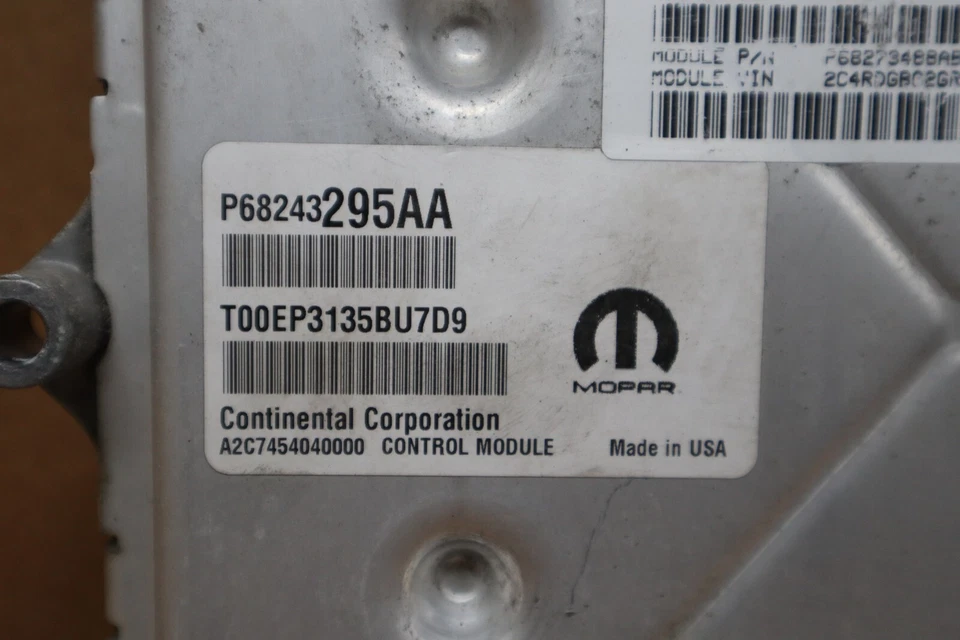 MODULE P/N
MODULE VIN
P68243295AA
T00EP3135BU7D9
MOPAR
Continental Corporation
A2C7454040000 CONTROL MODULE Made in USA